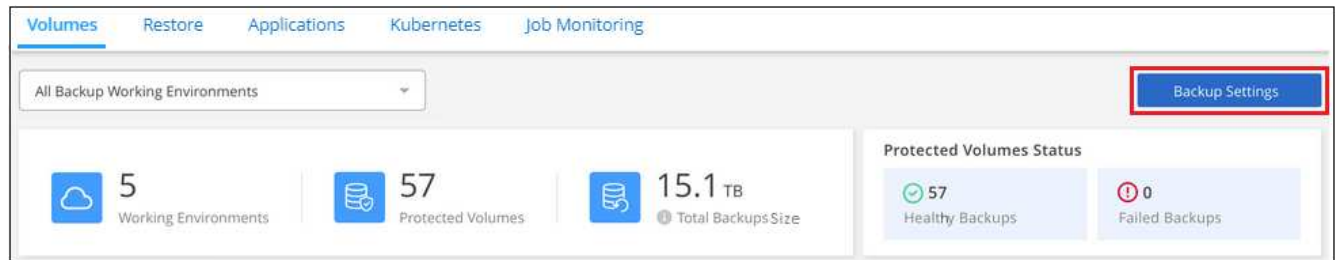 Volumes Restore Applications Kubernetes Job Monitoring
All Backup Working Environments Backup Settings
5 Working Environments
57 Protected Volumes
15.1 TB Total Backups Size
Protected Volumes Status
57 Healthy Backups
0 Failed Backups